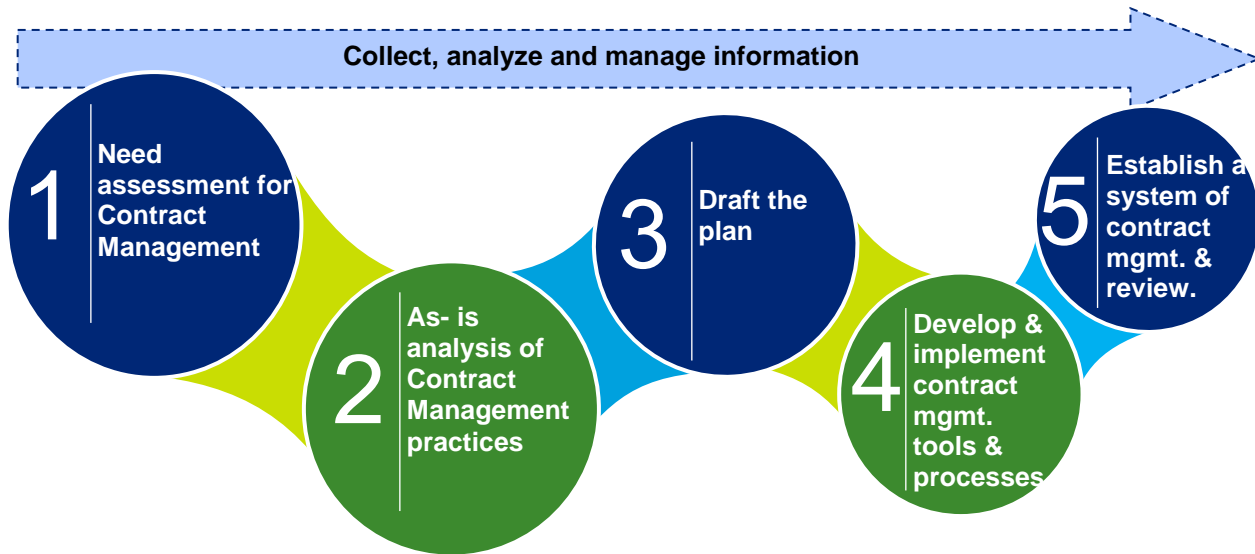 Collect, analyze and manage information
1
Need
assessment for
Contract
Management
2
As- is
analysis of
Contract
Management
practices
3
Draft the
plan
4
Develop &
implement
contract
mgmt.
tools &
processes
5
Establish a
system of
contract
mgmt. &
review.